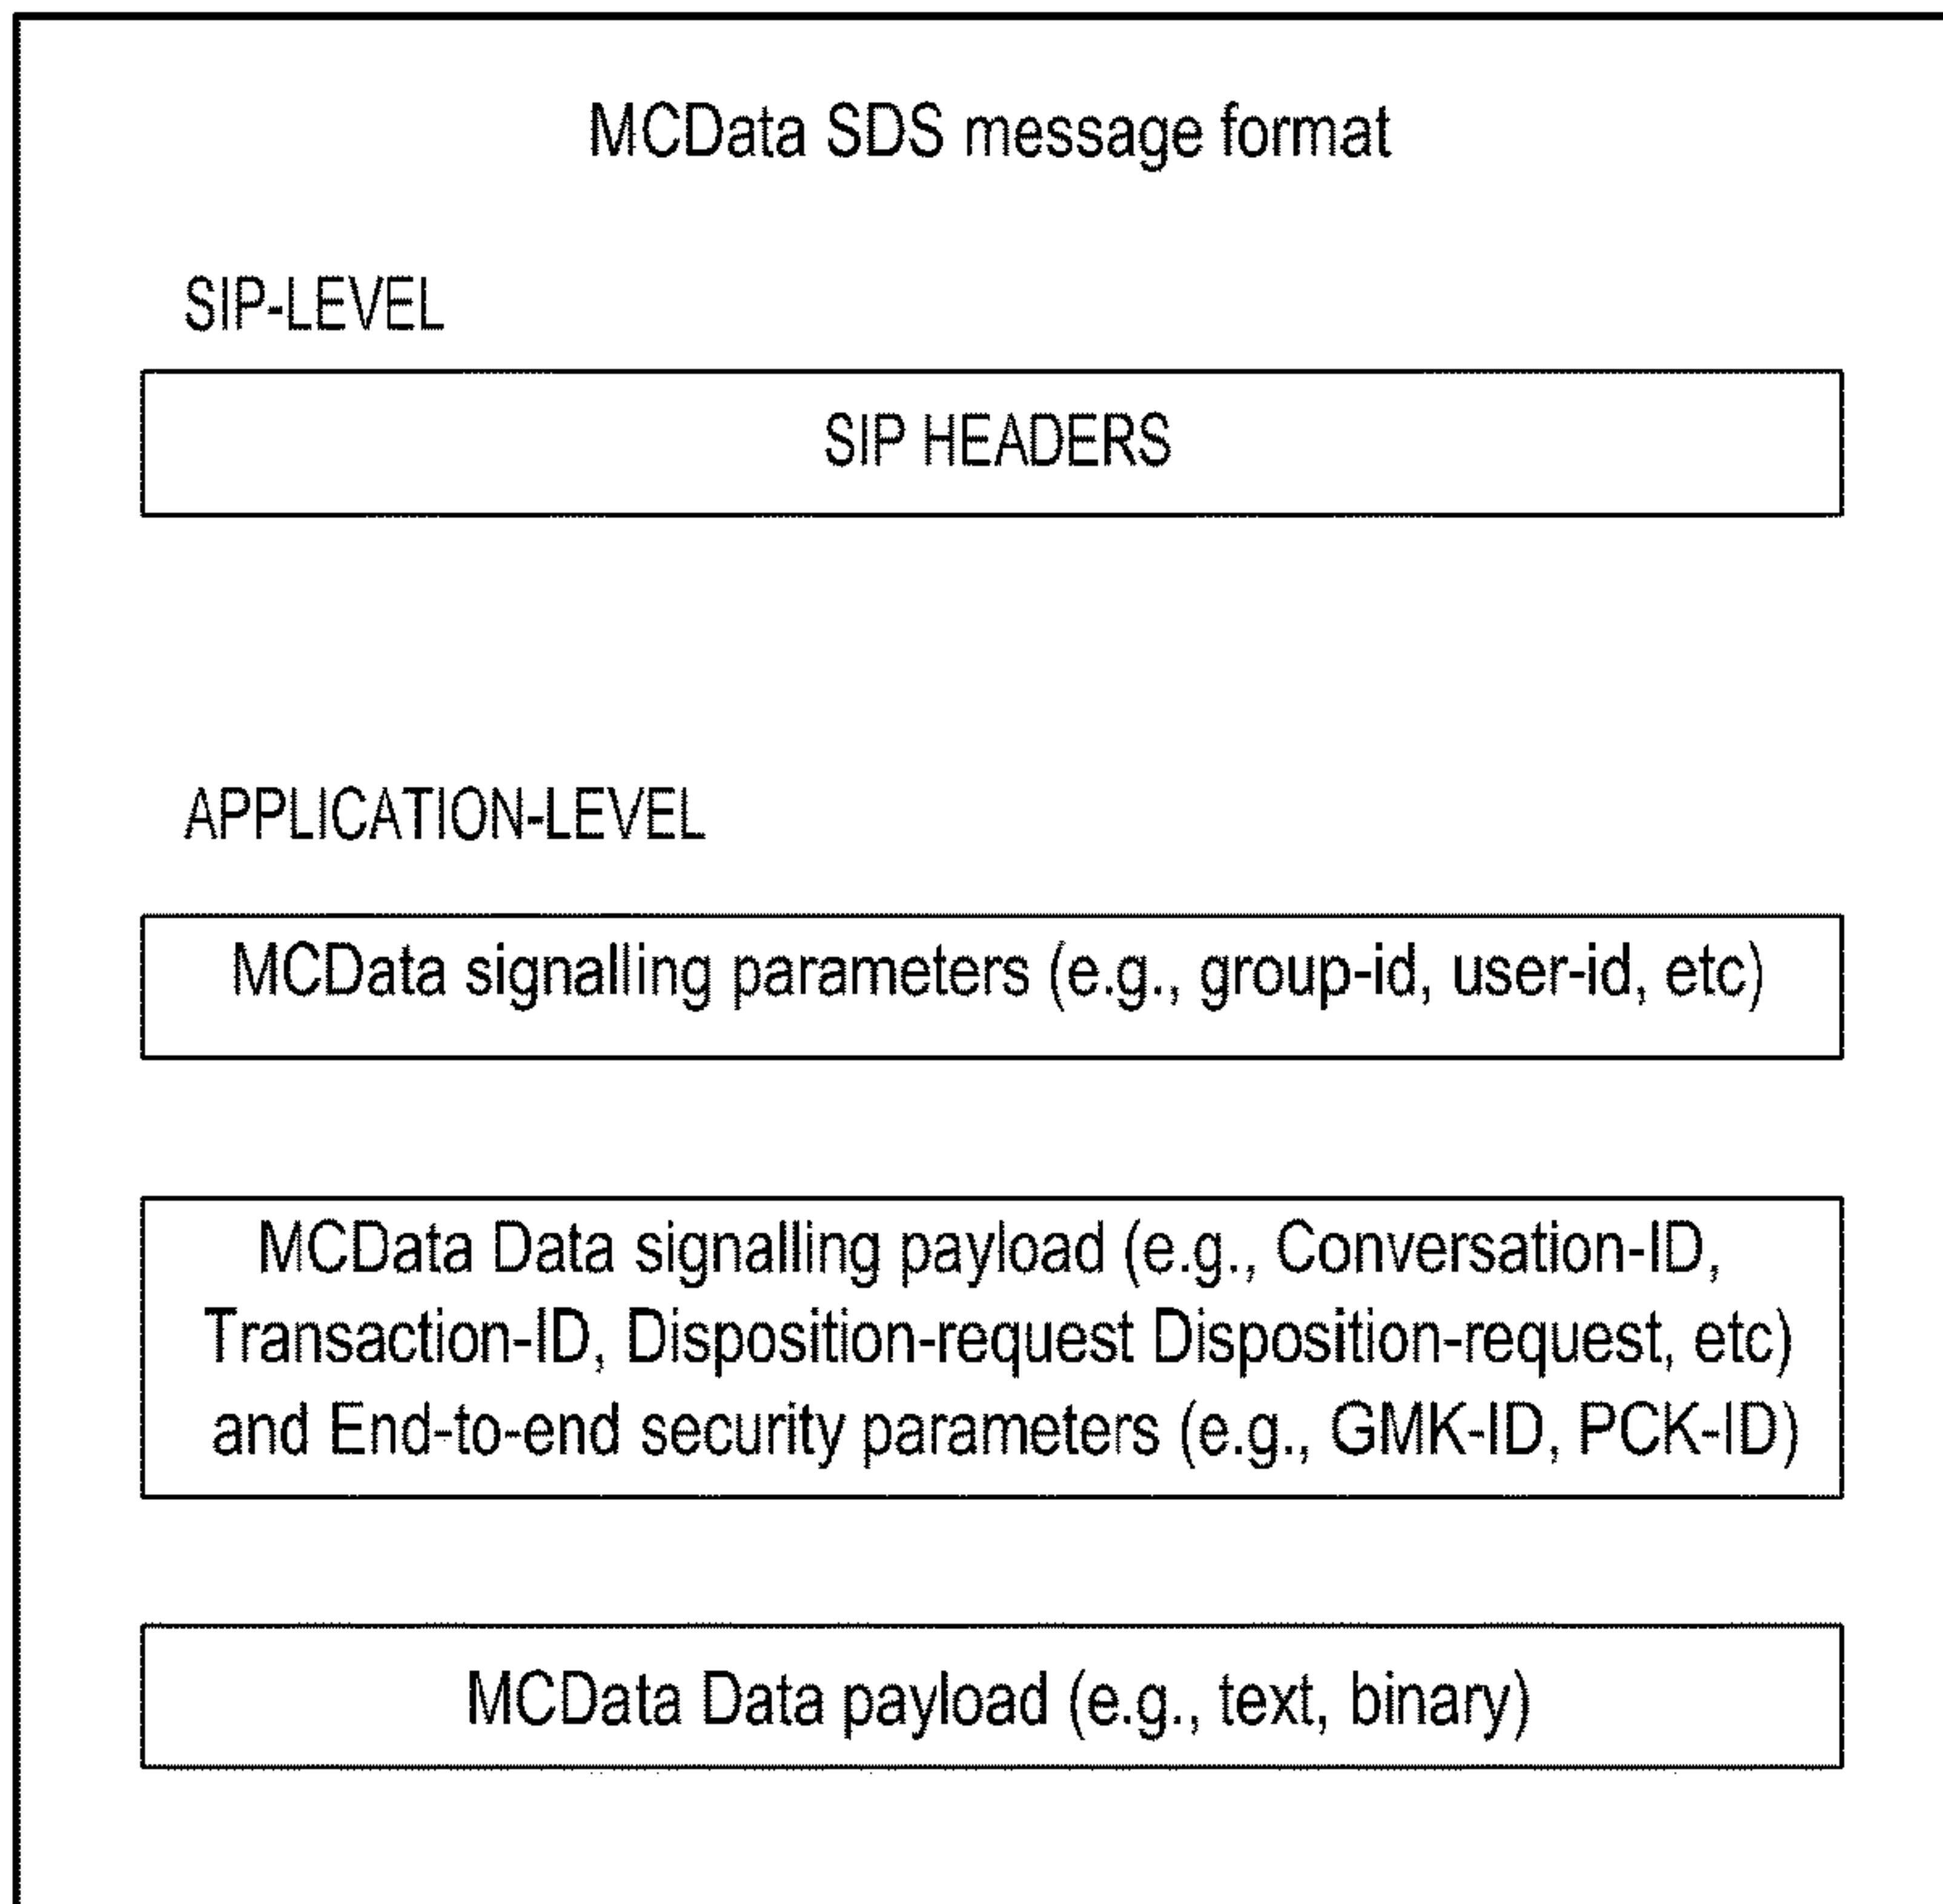 MCData SDS message format
SIP-LEVEL
SIP HEADERS
APPLICATION-LEVEL
MCData signalling parameters (e.g., group-id, user-id, etc)
MCData Data signalling payload (e.g., Conversation-ID,
Transaction-ID, Disposition-request Disposition-request, etc)
and End-to-end security parameters (e.g., GMK-ID, PCK-ID)
MCData Data payload (e.g., text, binary)